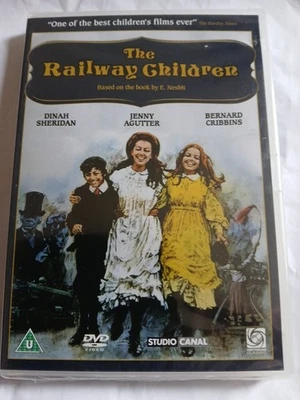 "One of the best children's films ever" The Sunday Times
The
Railway Children
Based on the book by E. Nesbit
DINAH
SHERIDAN
JENNY
AGUTTER
BERNARD
CRIBBINS
U
DVD
VIDEO
STUDIO CANAL